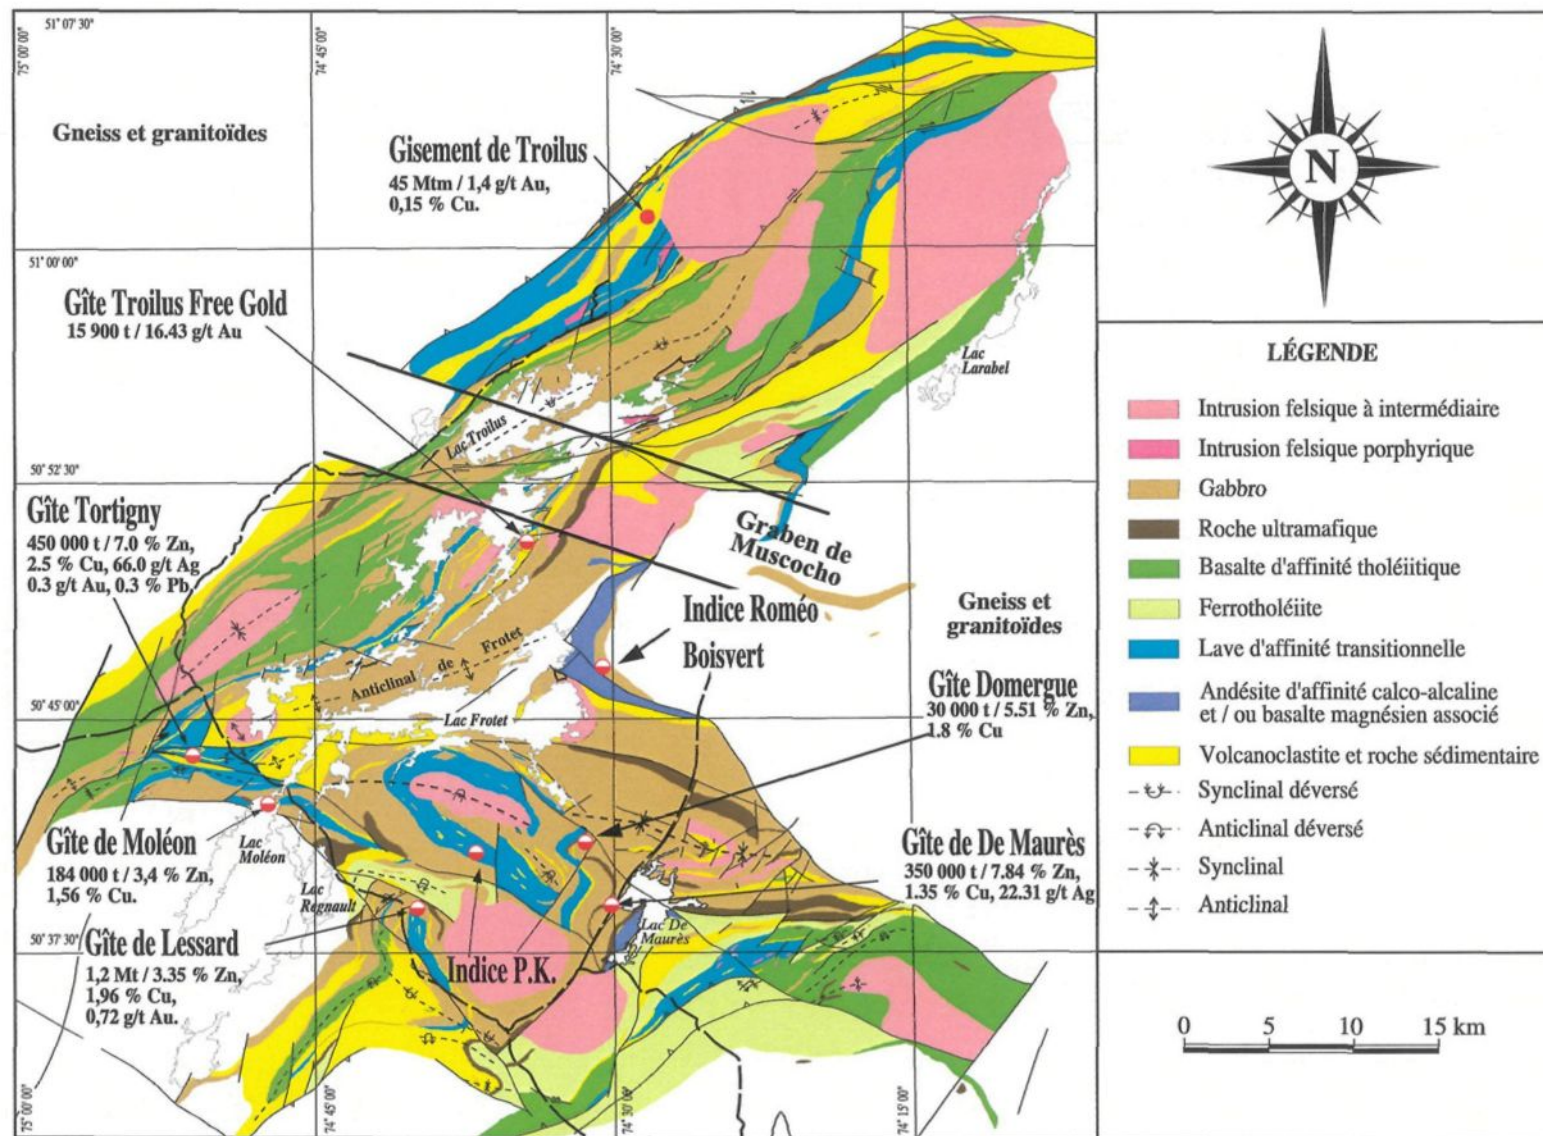 51° 07' 30"
75° 00' 00"
74° 45' 00"
74° 30' 00"
Gneiss et granitoïdes
Gisement de Troilus
45 Mtm / 1,4 g/t Au,
0,15 % Cu.
N
51° 00' 00"
Gîte Troilus Free Gold
15 900 t / 16.43 g/t Au
Lac
Larabel
Lac Troilus
50° 52' 30"
Gîte Tortigny
450 000 t / 7.0 % Zn,
2.5 % Cu, 66.0 g/t Ag
0.3 g/t Au, 0.3 % Pb
Graben de
Muscocho
Gneiss et
granitoïdes
Indice Roméo
Boisvert
Anticlinal de Frotet
Lac Frotet
50° 45' 00"
Gîte Domergue
30 000 t / 5.51 % Zn,
1.8 % Cu
Gîte de Moléon
184 000 t / 3,4 % Zn,
1,56 % Cu.
Lac
Moléon
Lac
Regnault
Gîte de De Maurès
350 000 t / 7.84 % Zn,
1.35 % Cu, 22.31 g/t Ag
Lac De
Maurès
50° 37' 30"
Gîte de Lessard
1,2 Mt / 3.35 % Zn,
1,96 % Cu,
0,72 g/t Au.
Indice P.K.
75° 00' 00"
74° 45' 00"
74° 30' 00"
74° 15' 00"
LÉGENDE
Intrusion felsique à intermédiaire
Intrusion felsique porphyrique
Gabbro
Roche ultramafique
Basalte d'affinité tholéiitique
Ferrotholéiite
Lave d'affinité transitionnelle
Andésite d'affinité calco-alcaline
et / ou basalte magnésien associé
Volcanoclastite et roche sédimentaire
Synclinal déversé
Anticlinal déversé
Synclinal
Anticlinal
0 5 10 15 km